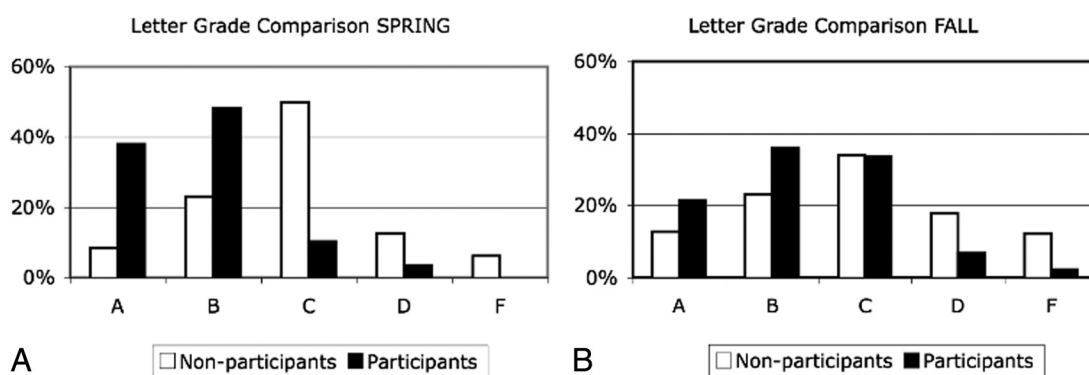 Letter Grade Comparison SPRING
60%
40%
20%
0%
A B C D F
A
Non-participants Participants
Letter Grade Comparison FALL
60%
40%
20%
0%
A B C D F
B
Non-participants Participants